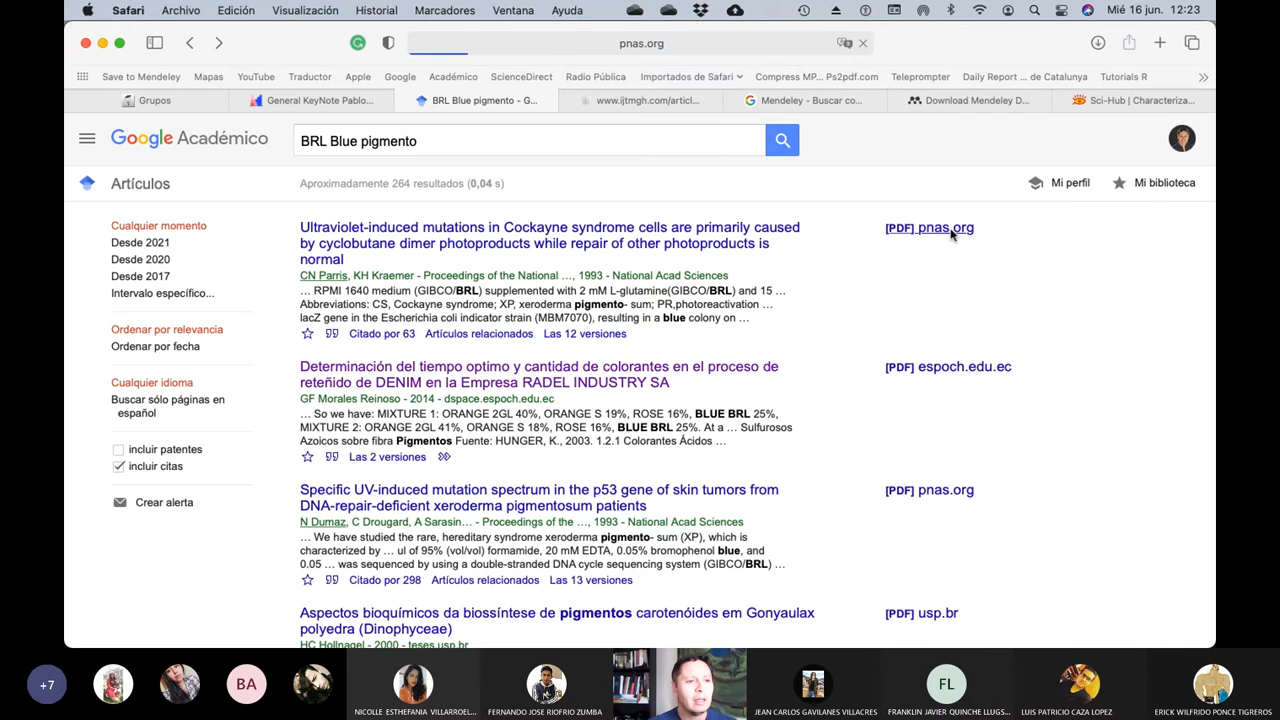 Safari Archivo Edición Visualización Historial Marcadores Ventana Ayuda Mié 16 jun. 12:23
pnas.org
Save to Mendeley Mapas YouTube Traductor Apple Google Académico ScienceDirect Radio Pública Importados de Safari Compress MP... Ps2pdf.com Teleprompter Daily Report ... de Catalunya Tutorials R
Grupos General KeyNote Pablo... BRL Blue pigmento - G... www.ijtmgh.com/articl... Mendeley - Buscar co... Download Mendeley D... Sci-Hub | Characteriza...
Google Académico BRL Blue pigmento
Artículos Aproximadamente 264 resultados (0,04 s) Mi perfil Mi biblioteca
Cualquier momento
Desde 2021
Desde 2020
Desde 2017
Intervalo específico...
Ordenar por relevancia
Ordenar por fecha
Cualquier idioma
Buscar sólo páginas en
español
incluir patentes
incluir citas
Crear alerta
Ultraviolet-induced mutations in Cockayne syndrome cells are primarily caused
by cyclobutane dimer photoproducts while repair of other photoproducts is
normal
[PDF] pnas.org
CN Parris, KH Kraemer - Proceedings of the National ..., 1993 - National Acad Sciences
... RPMI 1640 medium (GIBCO/BRL) supplemented with 2 mM L-glutamine(GIBCO/BRL) and 15 ...
Abbreviations: CS, Cockayne syndrome; XP, xeroderma pigmento- sum; PR,photoreactivation ...
lacZ gene in the Escherichia coli indicator strain (MBM7070), resulting in a blue colony on ...
Citado por 63 Artículos relacionados Las 12 versiones
Determinación del tiempo optimo y cantidad de colorantes en el proceso de
reteñido de DENIM en la Empresa RADEL INDUSTRY SA
[PDF] espoch.edu.ec
GF Morales Reinoso - 2014 - dspace.espoch.edu.ec
... So we have: MIXTURE 1: ORANGE 2GL 40%, ORANGE S 19%, ROSE 16%, BLUE BRL 25%,
MIXTURE 2: ORANGE 2GL 41%, ORANGE S 18%, ROSE 16%, BLUE BRL 25%. At a ... Sulfurosos
Azoicos sobre fibra Pigmentos Fuente: HUNGER, K., 2003. 1.2.1 Colorantes Ácidos ...
Las 2 versiones
Specific UV-induced mutation spectrum in the p53 gene of skin tumors from
DNA-repair-deficient xeroderma pigmentosum patients
[PDF] pnas.org
N Dumaz, C Drougard, A Sarasin... - Proceedings of the ..., 1993 - National Acad Sciences
... We have studied the rare, hereditary syndrome xeroderma pigmento- sum (XP), which is
characterized by ... ul of 95% (vol/vol) formamide, 20 mM EDTA, 0.05% bromophenol blue, and
0.05 ... was sequenced by using a double-stranded DNA cycle sequencing system (GIBCO/BRL) ...
Citado por 298 Artículos relacionados Las 13 versiones
Aspectos bioquímicos da biossíntese de pigmentos carotenóides em Gonyaulax
polyedra (Dinophyceae)
[PDF] usp.br
HC Hollnagel - 2000 - teses.usp.br
+7 BA FL
NICOLLE ESTHEFANIA VILLARROEL... FERNANDO JOSE RIOFRIO ZUMBA JEAN CARLOS GAVILANES VILLACRES FRANKLIN JAVIER QUINCHE LLUGS... LUIS PATRICIO CAZA LOPEZ ERICK WILFRIDO PONCE TIGREROS